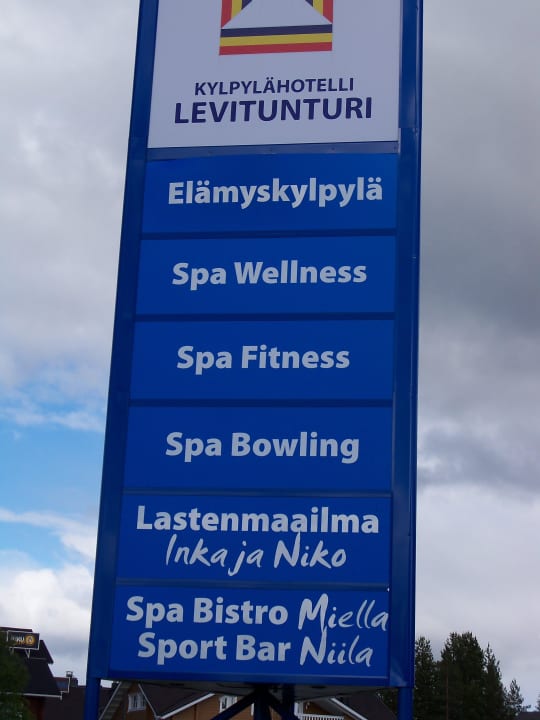 KYLPYLÄHOTELLI
LEVITUNTURI
Elämyskylpylä
Spa Wellness
Spa Fitness
Spa Bowling
Lastenmaailma
Inka ja Niko
Spa Bistro Miella
Sport Bar Niila